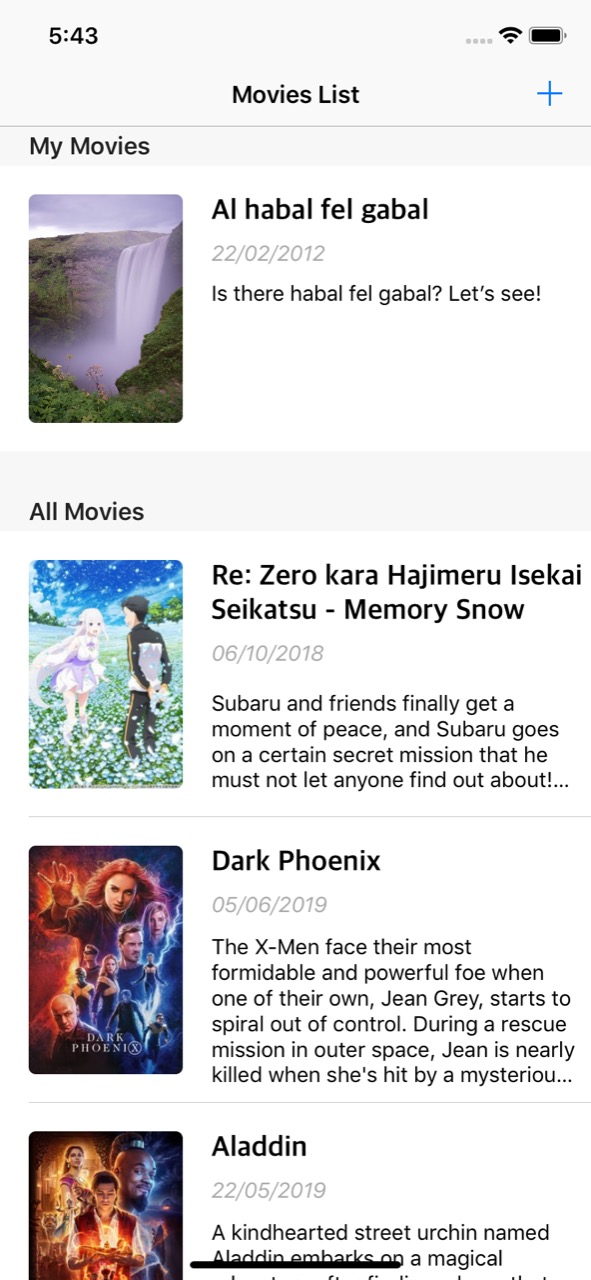 5:43
Movies List
My Movies
Al habal fel gabal
22/02/2012
Is there habal fel gabal? Let’s see!
All Movies
Re: Zero kara Hajimeru Isekai
Seikatsu - Memory Snow
06/10/2018
Subaru and friends finally get a
moment of peace, and Subaru goes
on a certain secret mission that he
must not let anyone find out about!...
DARK
PHOENIX
Dark Phoenix
05/06/2019
The X-Men face their most
formidable and powerful foe when
one of their own, Jean Grey, starts to
spiral out of control. During a rescue
mission in outer space, Jean is nearly
killed when she's hit by a mysteriou...
Aladdin
22/05/2019
A kindhearted street urchin named
Aladdin embarks on a magical